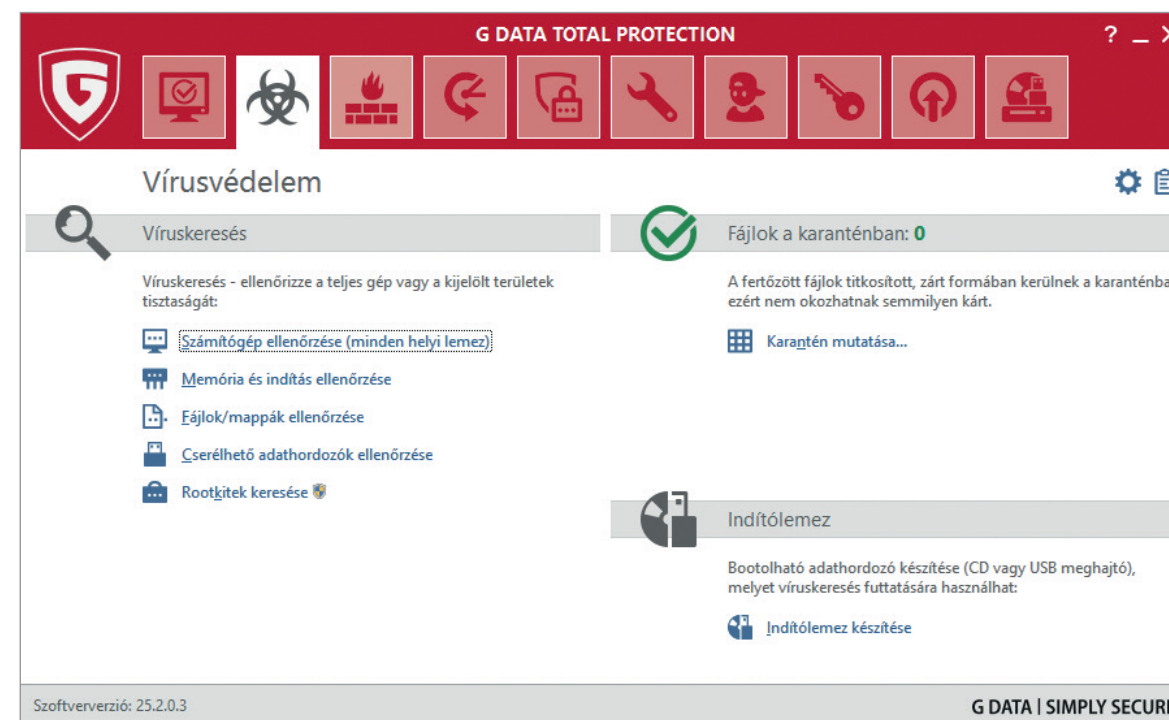 G DATA TOTAL PROTECTION
?
Vírusvédelem
Víruskeresés
Víruskeresés - ellenőrizze a teljes gép vagy a kijelölt területek
tisztaságát:
Számítógép ellenőrzése (minden helyi lemez)
Memória és indítás ellenőrzése
Fájlok/mappák ellenőrzése
Cserélhető adathordozók ellenőrzése
Rootkitek keresése
Fájlok a karanténban: 0
A fertőzött fájlok titkosított, zárt formában kerülnek a karanténba
ezért nem okozhatnak semmilyen kárt.
Karantén mutatása...
Indítólemez
Bootolható adathordozó készítése (CD vagy USB meghajtó),
melyet víruskeresés futtatására használhat:
Indítólemez készítése
Szoftververzió: 25.2.0.3
G DATA | SIMPLY SECUR